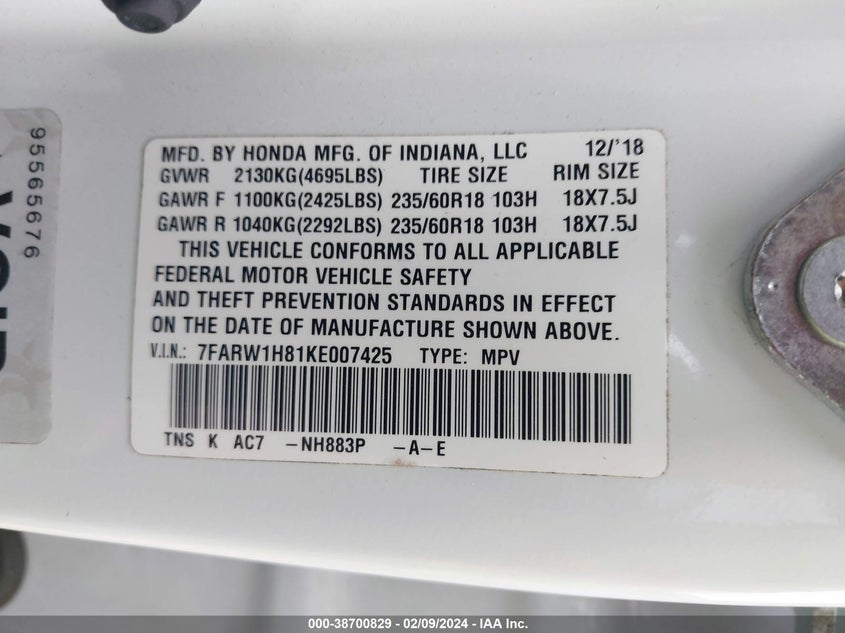 MFD. BY HONDA MFG. OF INDIANA, LLC 12/'18
GVWR 2130KG(4695LBS) TIRE SIZE RIM SIZE
GAWR F 1100KG(2425LBS) 235/60R18 103H 18X7.5J
GAWR R 1040KG(2292LBS) 235/60R18 103H 18X7.5J
THIS VEHICLE CONFORMS TO ALL APPLICABLE
FEDERAL MOTOR VEHICLE SAFETY
AND THEFT PREVENTION STANDARDS IN EFFECT
ON THE DATE OF MANUFACTURE SHOWN ABOVE.
V.I.N.: 7FARW1H81KE007425 TYPE: MPV
TNS K AC7 -NH883P -A-E
95565676
000-38700829 - 02/09/2024 - IAA Inc.